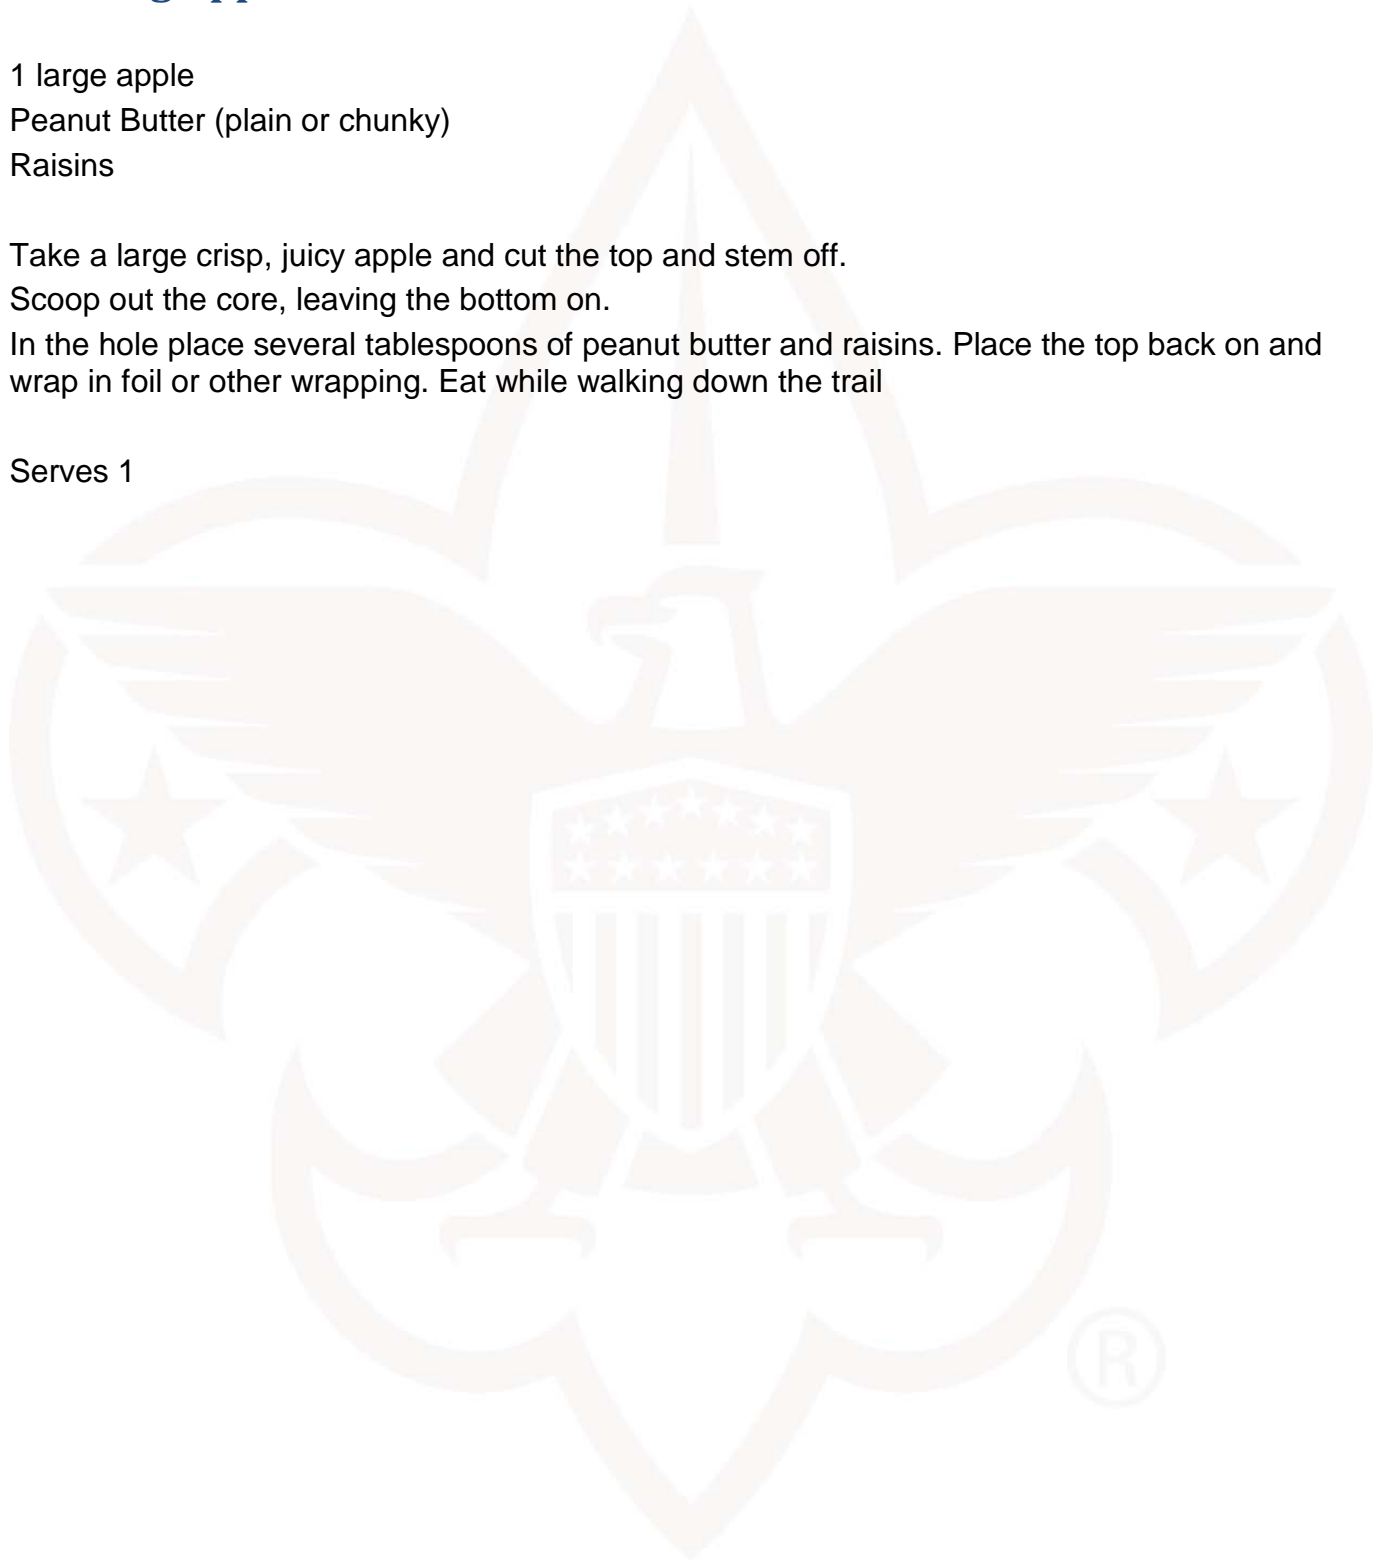 1 large apple
Peanut Butter (plain or chunky)
Raisins
Take a large crisp, juicy apple and cut the top and stem off.
Scoop out the core, leaving the bottom on.
In the hole place several tablespoons of peanut butter and raisins. Place the top back on and
wrap in foil or other wrapping. Eat while walking down the trail
Serves 1
®